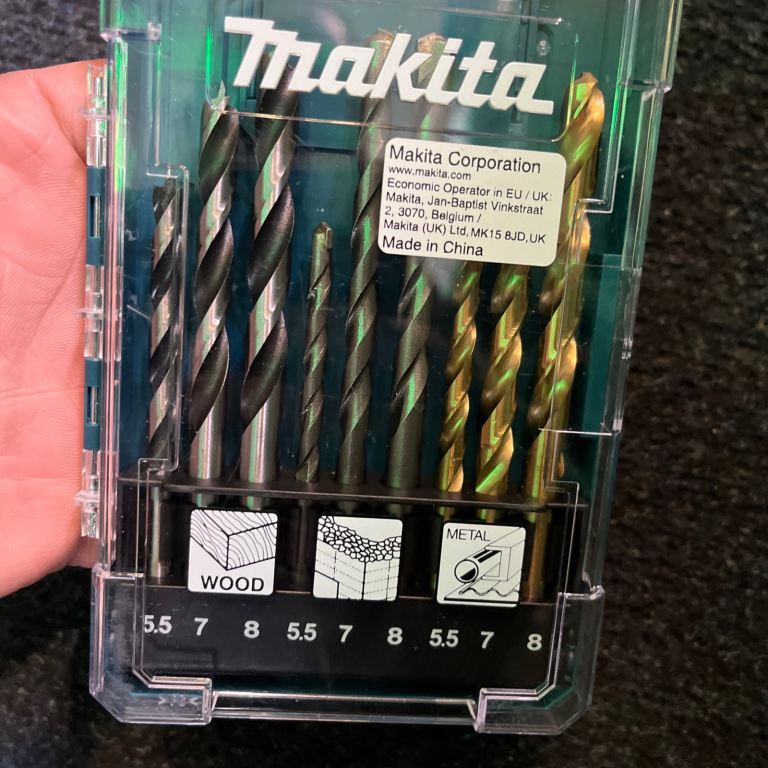 makita
Makita Corporation
www.makita.com
Economic Operator in EU / UK:
Makita, Jan-Baptist Vinkstraat
2, 3070, Belgium /
Makita (UK) Ltd, MK15 8JD, UK
Made in China
WOOD
METAL
5.5 7 8 5.5 7 8 5.5 7 8